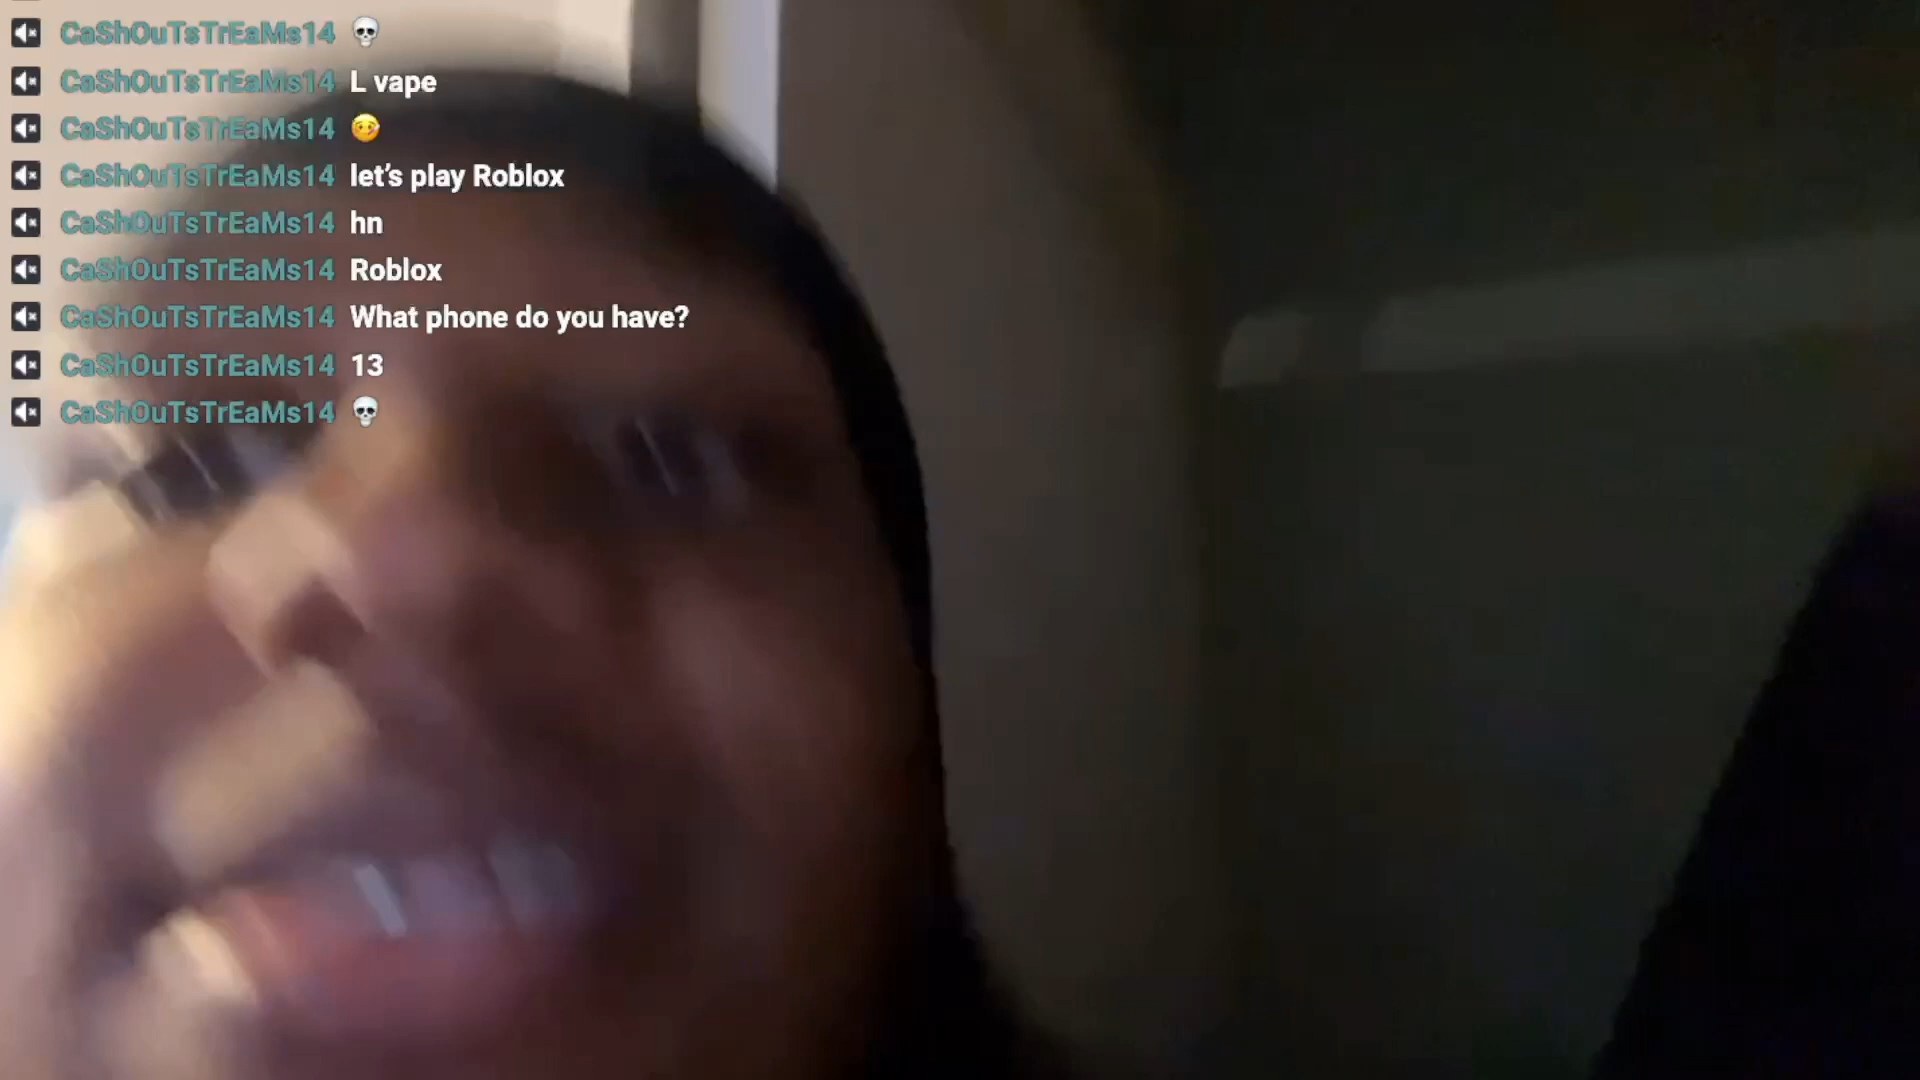 CaShOuTsTrEaMs14 💀
CaShOuTsTrEaMs14 L vape
CaShOuTsTrEaMs14 🤒
CaShOuTsTrEaMs14 let’s play Roblox
CaShOuTsTrEaMs14 hn
CaShOuTsTrEaMs14 Roblox
CaShOuTsTrEaMs14 What phone do you have?
CaShOuTsTrEaMs14 13
CaShOuTsTrEaMs14 💀